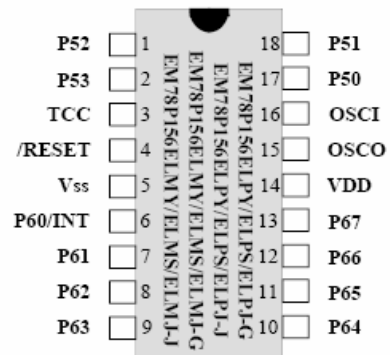 P52 1 18 P51
P53 2 17 P50
TCC 3 16 OSCI
/RESET 4 15 OSCO
Vss 5 14 VDD
P60/INT 6 13 P67
P61 7 12 P66
P62 8 11 P65
P63 9 10 P64
EM78P156ELPY/ELPS/ELPJ-G
EM78P156ELPY/ELPS/ELPJ-J
EM78P156ELMY/ELMS/ELMJ-G
EM78P156ELMY/ELMS/ELMJ-J